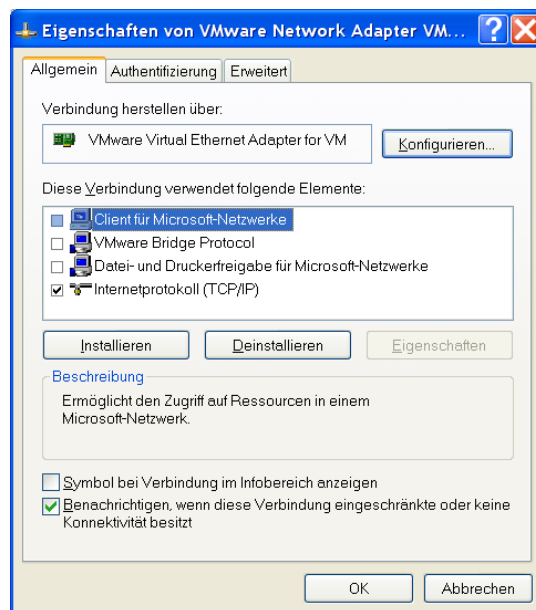 Eigenschaften von VMware Network Adapter VM...
Allgemein Authentifizierung Erweitert
Verbindung herstellen über:
VMware Virtual Ethernet Adapter for VM
Konfigurieren...
Diese Verbindung verwendet folgende Elemente:
Client für Microsoft-Netzwerke
VMware Bridge Protocol
Datei- und Druckerfreigabe für Microsoft-Netzwerke
Internetprotokoll (TCP/IP)
Installieren Deinstallieren Eigenschaften
Beschreibung
Ermöglicht den Zugriff auf Ressourcen in einem
Microsoft-Netzwerk.
Symbol bei Verbindung im Infobereich anzeigen
Benachrichtigen, wenn diese Verbindung eingeschränkte oder keine
Konnektivität besitzt
OK Abbrechen